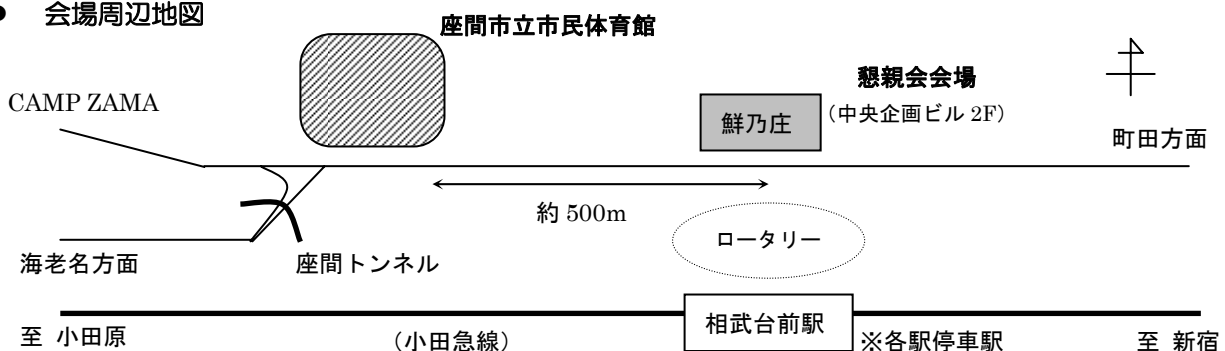 ● 会場周辺地図
座間市立市民体育館
懇親会会場
CAMP ZAMA
鮮乃庄
（中央企画ビル 2F）
町田方面
約 500m
ロータリー
海老名方面
座間トンネル
相武台前駅
至 小田原
（小田急線）
※各駅停車駅
至 新宿